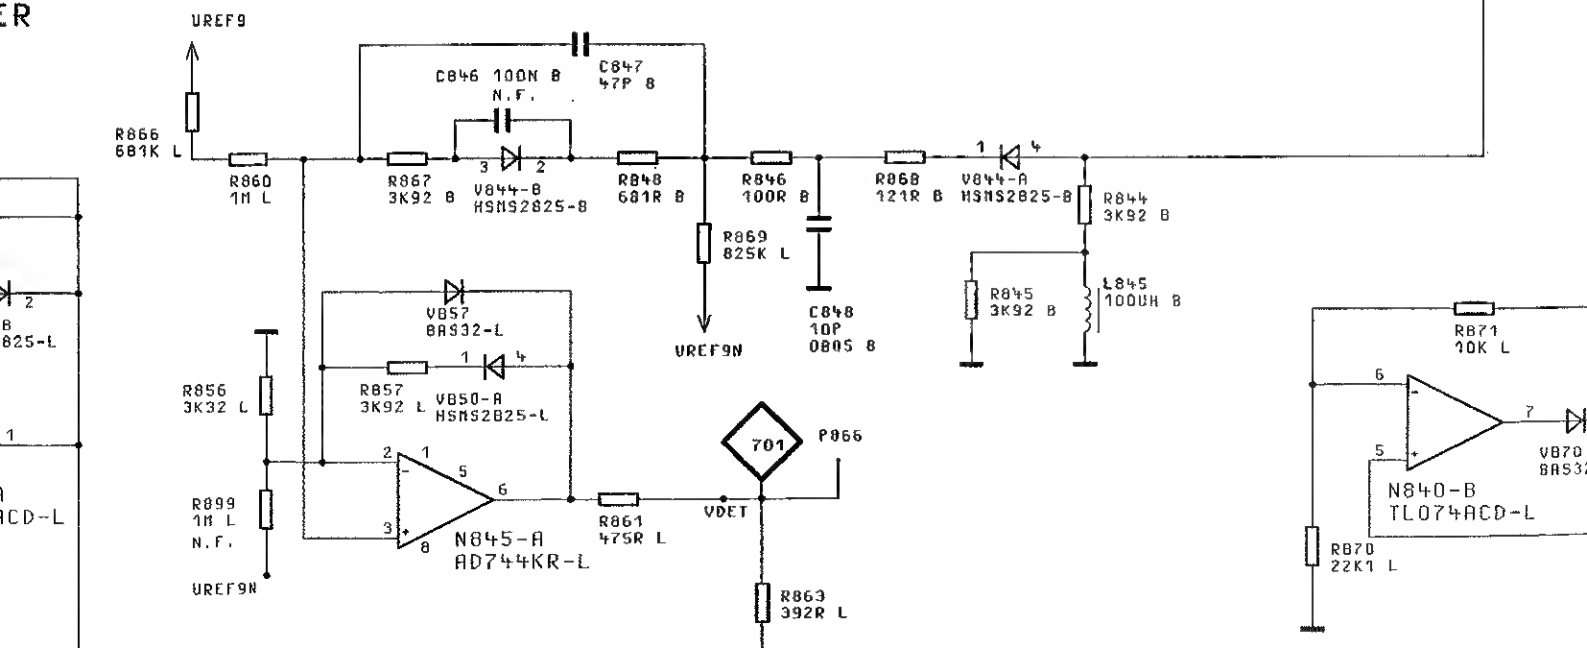 ER
UREF9
C846 100N B
N.F.
C847
47P B
R866
681K L
R860
1M L
R867
3K92 B
3
2
V844-B
HSMS2825-B
R848
681R B
R846
100R B
R868
121R B
1
4
V844-A
HSMS2825-B
R844
3K92 B
R869
825K L
C848
10P
0805 B
R845
3K92 B
L845
100UH B
UREF9N
2
B
825-L
V857
BAS32-L
1
4
R857
3K92 L
V850-A
HSMS2825-L
R856
3K32 L
R871
10K L
1
A
ACD-L
R899
1M L
N.F.
UREF9N
2
1
5
6
3
8
-
+
N845-A
AD744KR-L
R861
475R L
VDET
701
P866
R863
392R L
6
5
7
-
+
N840-B
TL074ACD-L
V870
BAS32
R870
22K1 L